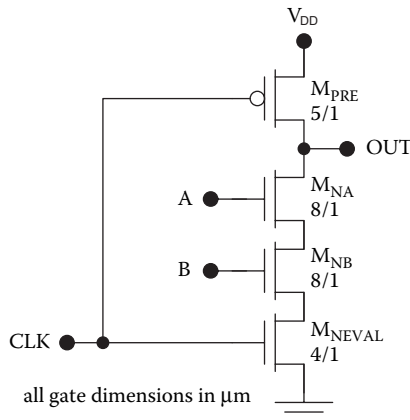 V_DD
M_PRE
5/1
OUT
A
M_NA
8/1
B
M_NB
8/1
CLK
M_NEVAL
4/1
all gate dimensions in μm